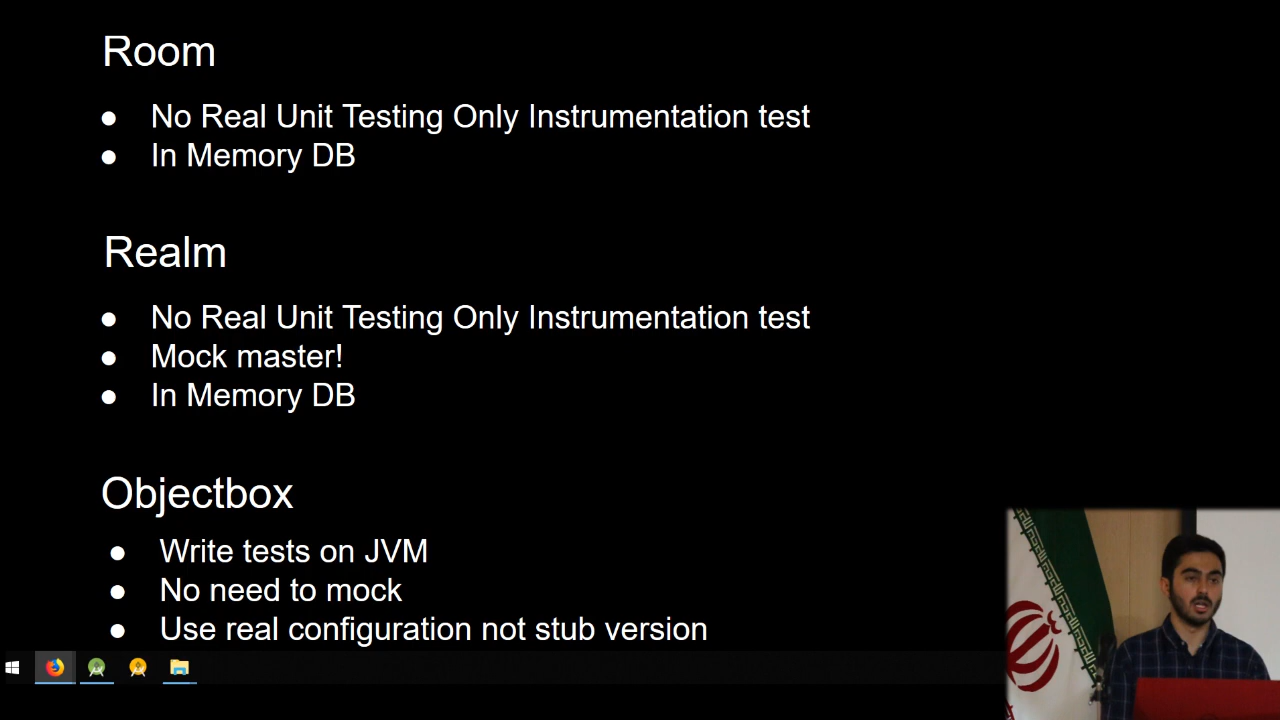 Room
● No Real Unit Testing Only Instrumentation test
● In Memory DB
Realm
● No Real Unit Testing Only Instrumentation test
● Mock master!
● In Memory DB
Objectbox
● Write tests on JVM
● No need to mock
● Use real configuration not stub version